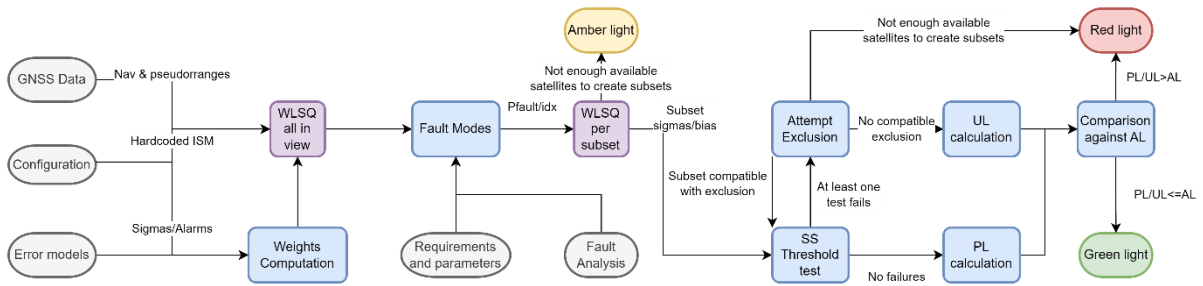 Amber light
Not enough available
satellites to create subsets
Red light
GNSS Data
Nav & pseudorranges
Not enough available
satellites to create subsets
PL/UL>AL
Hardcoded ISM
WLSQ
all in
view
Fault Modes
Pfault/idx
WLSQ
per
subset
Subset
sigmas/bias
Attempt
Exclusion
No compatible
exclusion
UL
calculation
Comparison
against AL
Configuration
Subset compatible
with exclusion
At least one
test fails
PL/UL<=AL
Sigmas/Alarms
Error models
Weights
Computation
Requirements
and parameters
Fault
Analysis
SS
Threshold
test
No failures
PL
calculation
Green light